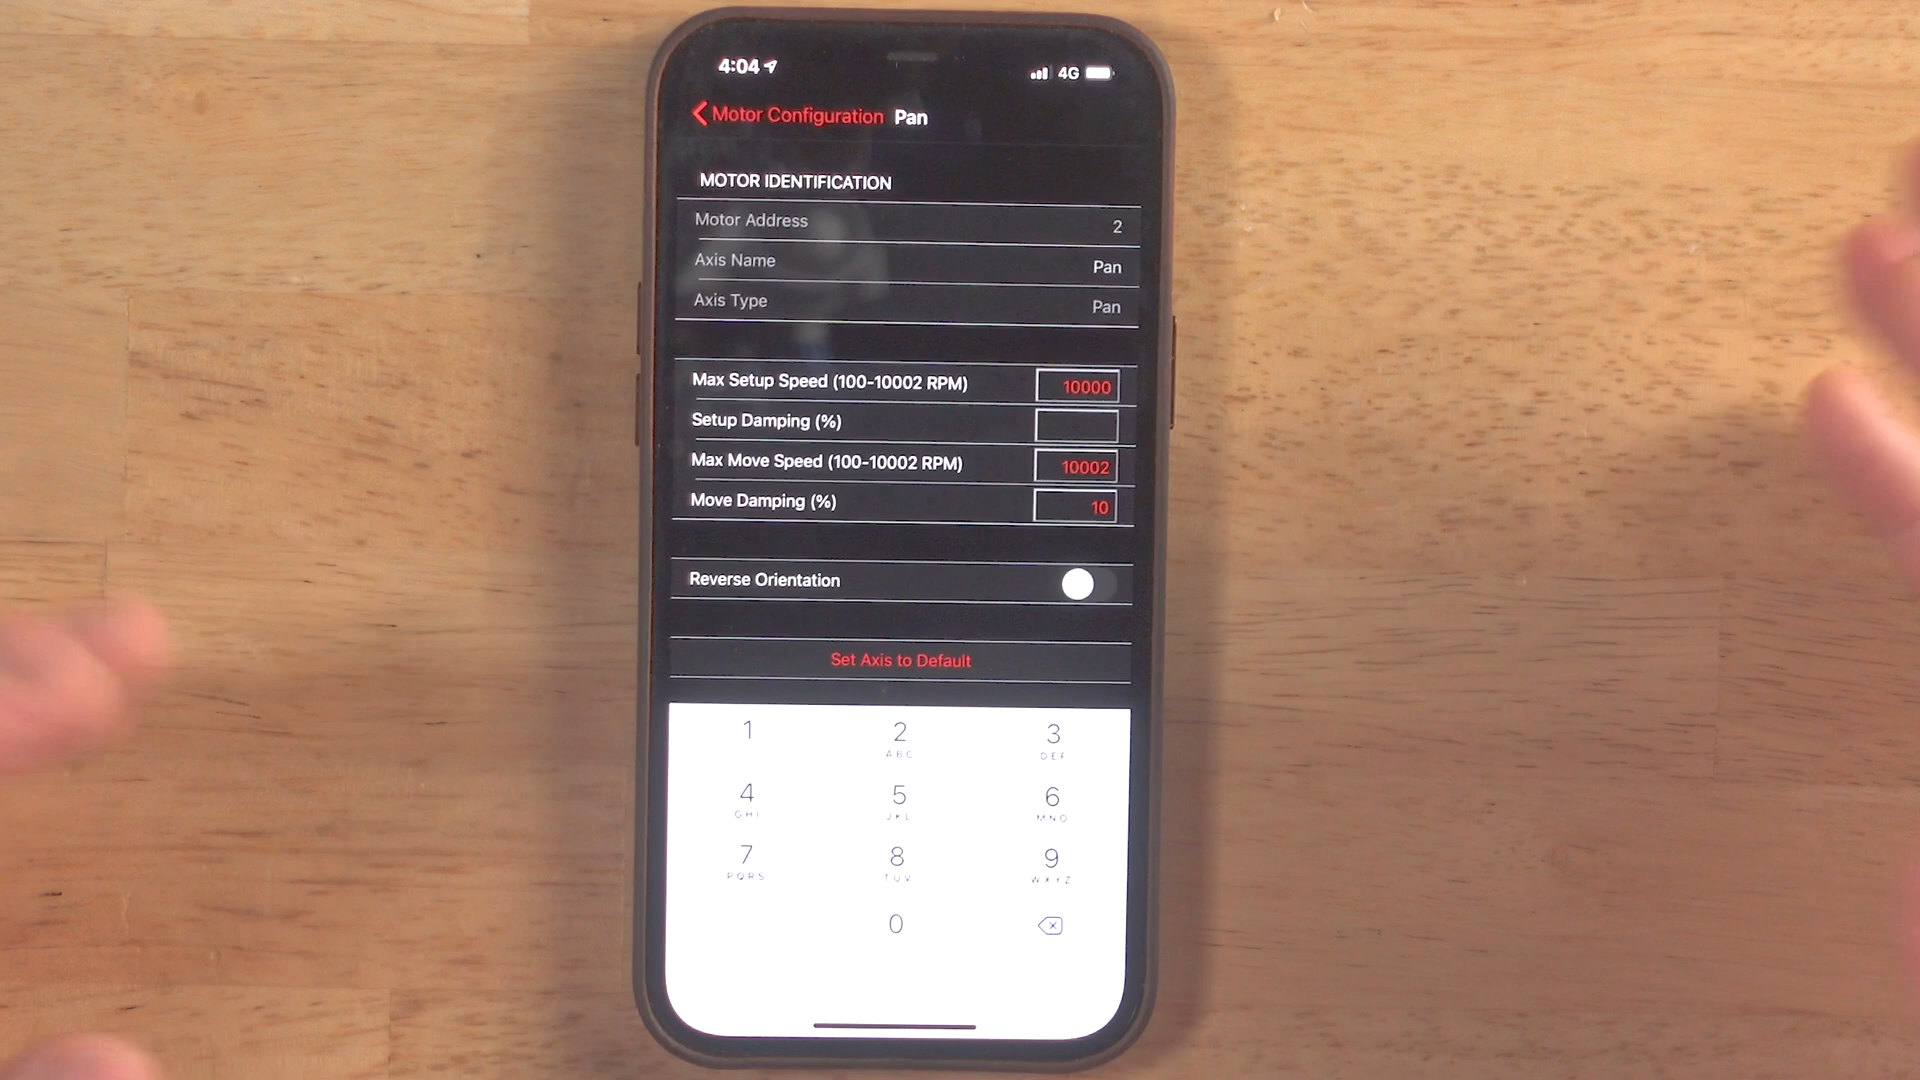 4:04 4G
Motor Configuration Pan
MOTOR IDENTIFICATION
Motor Address 2
Axis Name Pan
Axis Type Pan
Max Setup Speed (100-10002 RPM) 10000
Setup Damping (%)
Max Move Speed (100-10002 RPM) 10002
Move Damping (%) 10
Reverse Orientation
Set Axis to Default
1 2 3
ABC DEF
4 5 6
GHI JKL MNO
7 8 9
PQRS TUV WXYZ
0